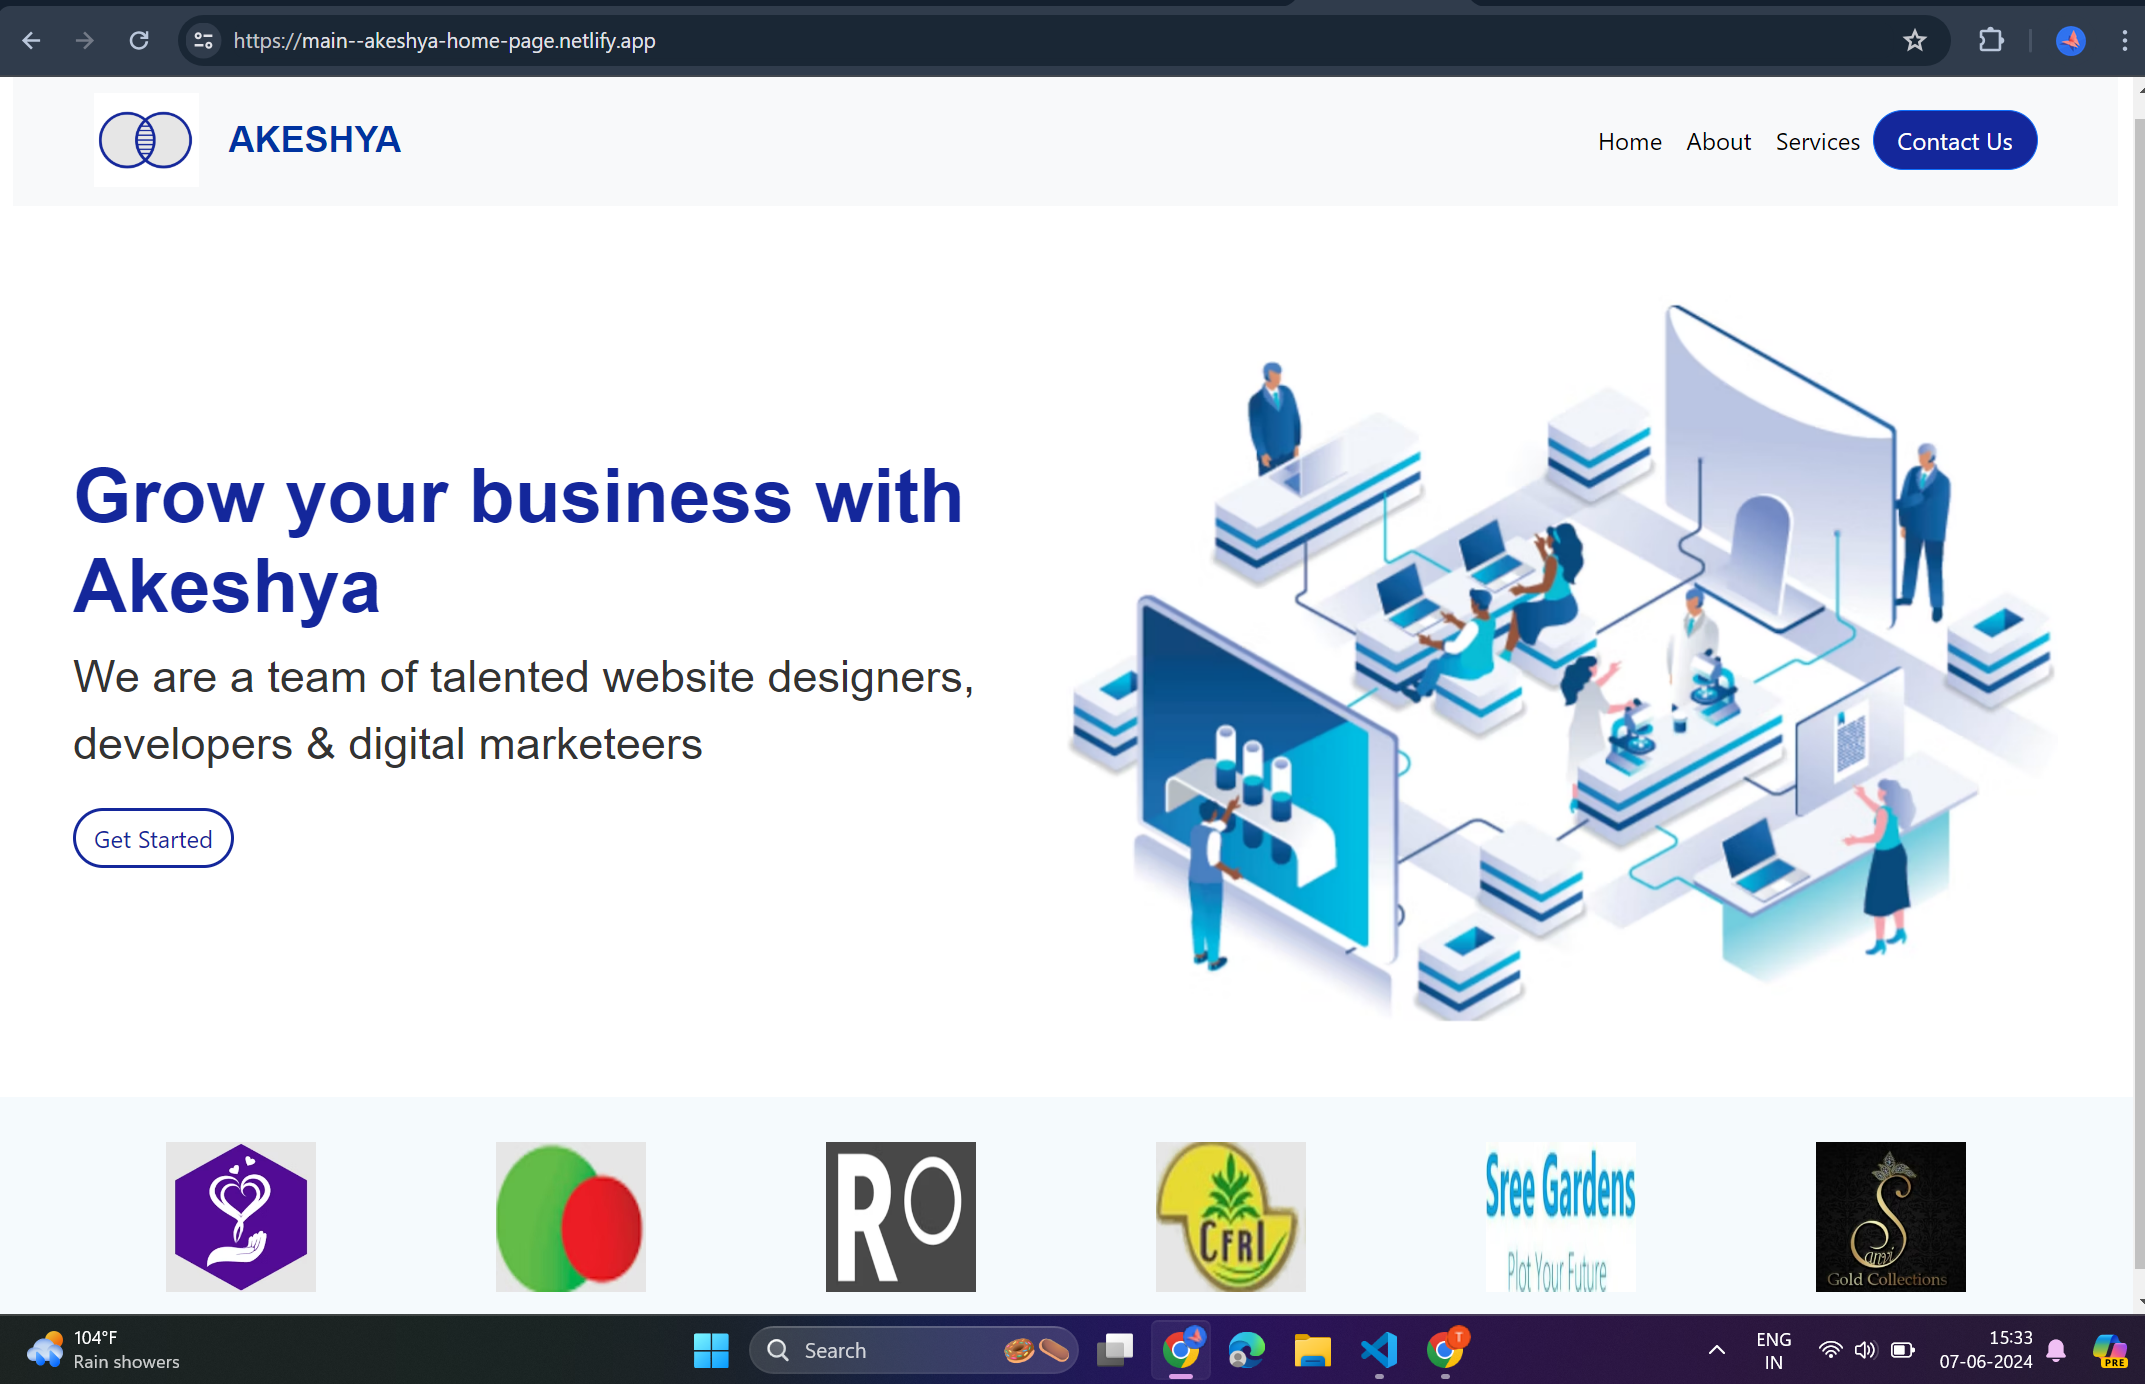 https://main--akeshya-home-page.netlify.app
AKESHYA
Home About Services Contact Us
Grow your business with
Akeshya
We are a team of talented website designers,
developers & digital marketeers
Get Started
RO
CFRI
Sree Gardens
Plot Your Future
Sanvi
Gold Collections
104°F
Rain showers
Search
T
ENG
IN
15:33
07-06-2024
PRE